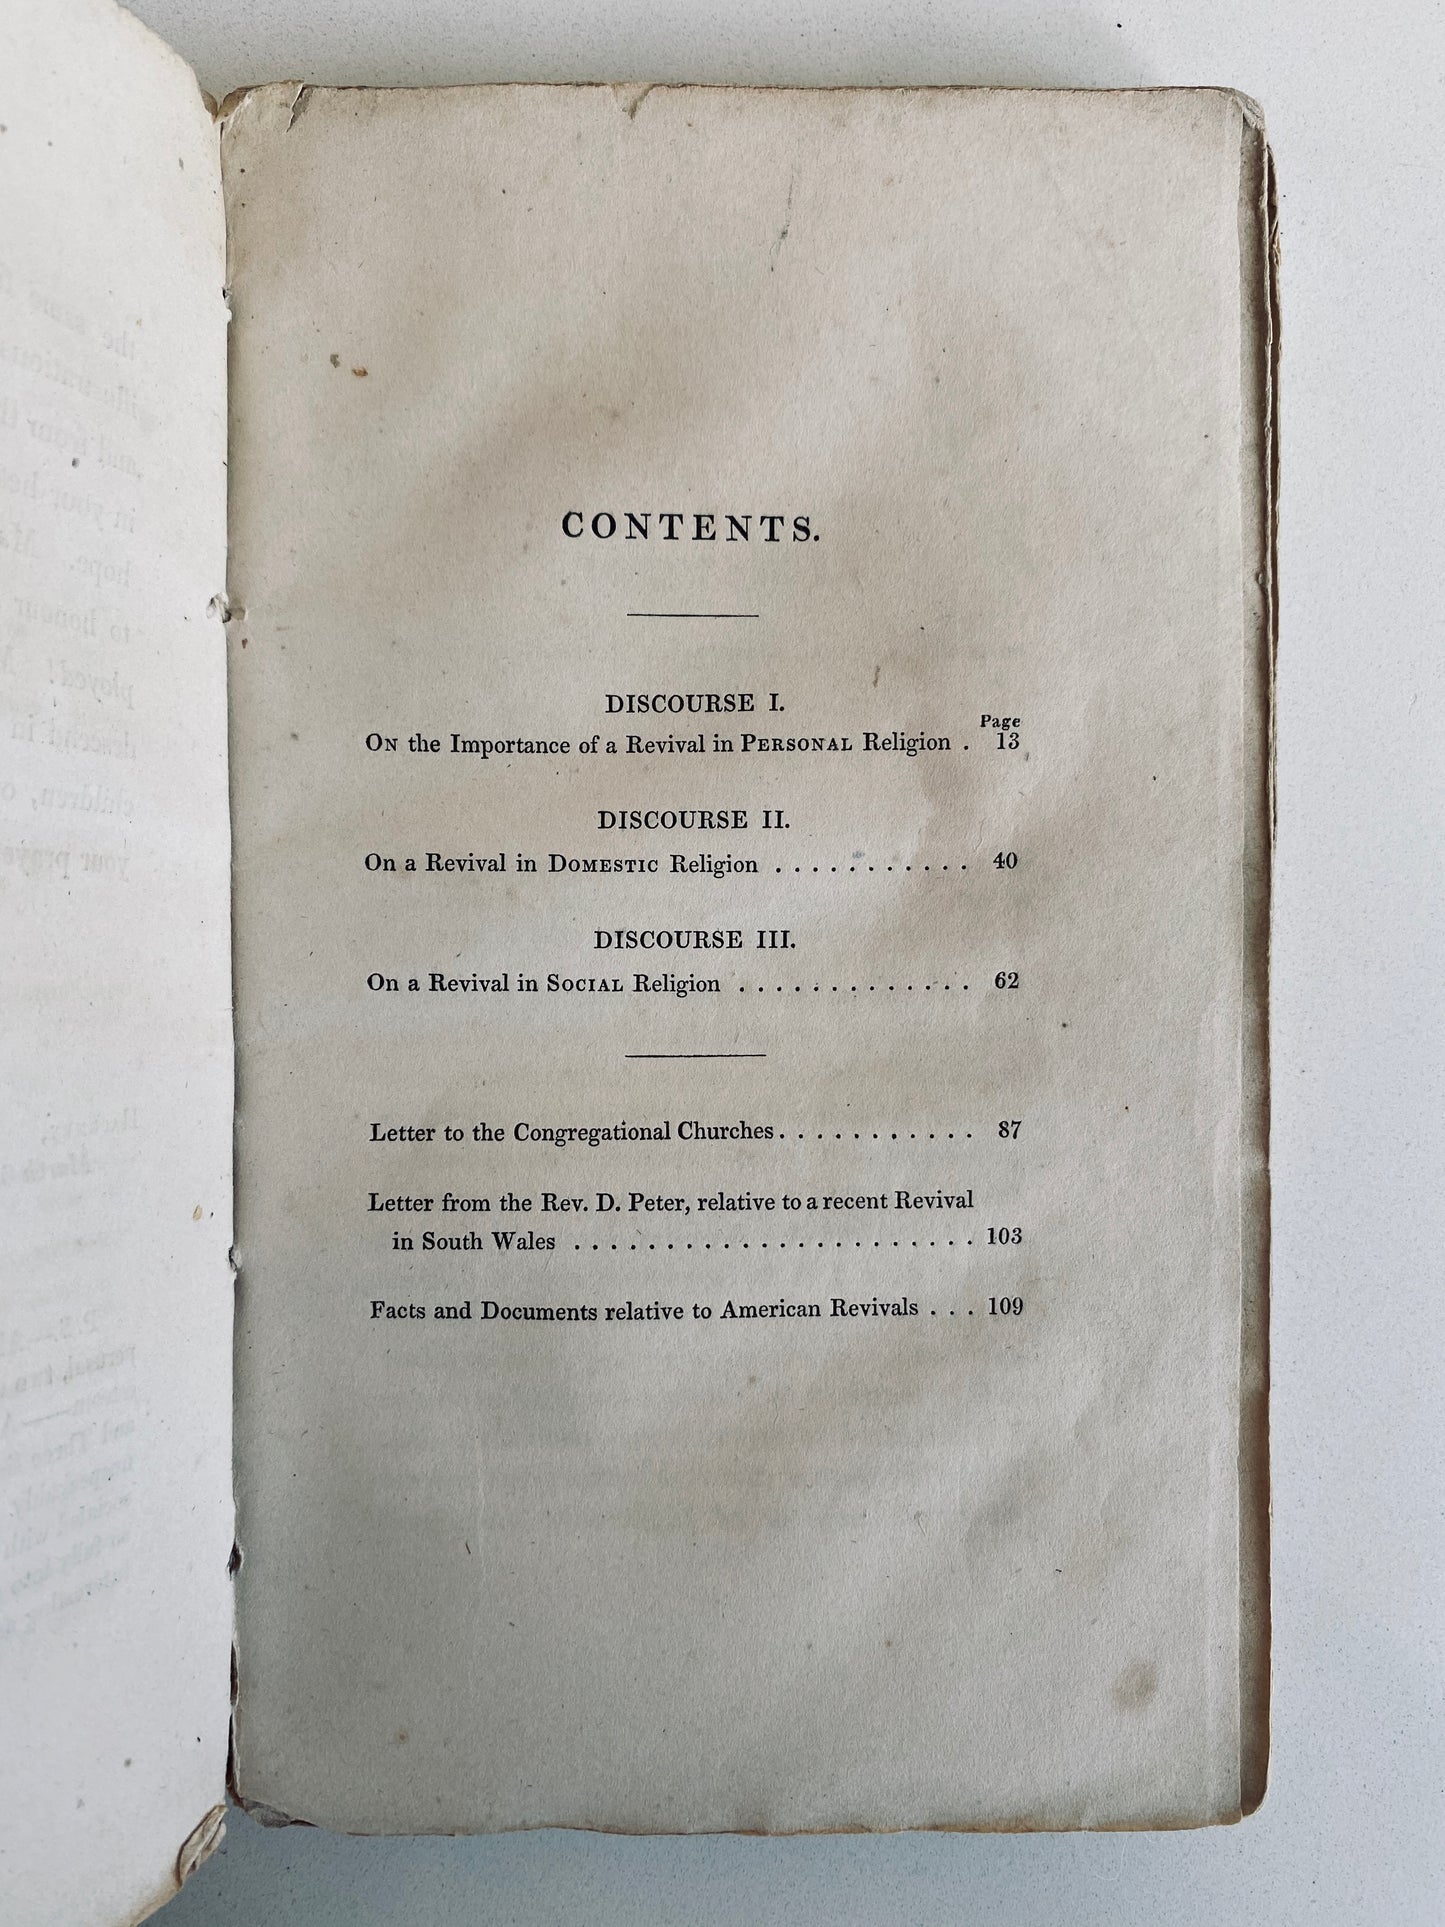 CONTENTS.
DISCOURSE I.
Page
ON the Importance of a Revival in PERSONAL Religion . 13
DISCOURSE II.
On a Revival in DOMESTIC Religion . . . . . . . . . . . 40
DISCOURSE III.
On a Revival in SOCIAL Religion . . . . . . . . . . . . . 62
Letter to the Congregational Churches . . . . . . . . . . . 87
Letter from the Rev. D. Peter, relative to a recent Revival
in South Wales . . . . . . . . . . . . . . . . . . . . . . 103
Facts and Documents relative to American Revivals . . . 109